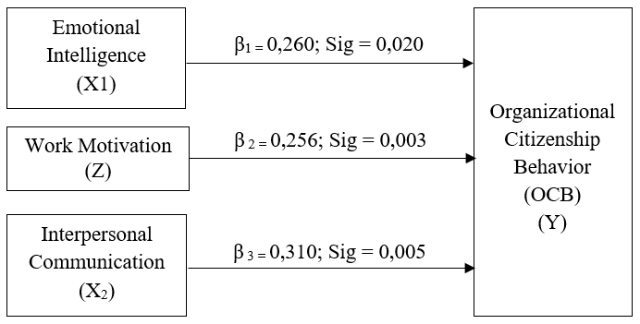 Emotional
Intelligence
(X1)
β₁ = 0,260; Sig = 0,020
Work Motivation
(Z)
β ₂ = 0,256; Sig = 0,003
Interpersonal
Communication
(X₂)
β ₃ = 0,310; Sig = 0,005
Organizational
Citizenship
Behavior
(OCB)
(Y)